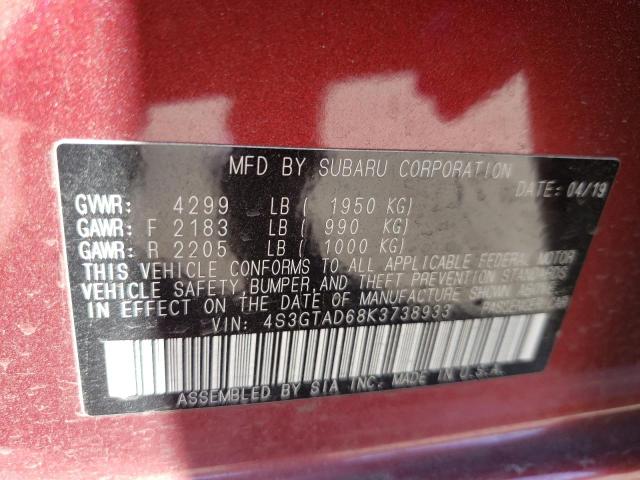 MFD BY SUBARU CORPORATION
DATE: 04/19
GVWR: 4299 LB ( 1950 KG)
GAWR: F 2183 LB ( 990 KG)
GAWR: R 2205 LB ( 1000 KG)
THIS VEHICLE CONFORMS TO ALL APPLICABLE FEDERAL MOTOR
VEHICLE SAFETY, BUMPER, AND THEFT PREVENTION STANDARDS
IN EFFECT ON THE DATE OF MANUFACTURE SHOWN ABOVE.
VIN: 4S3GTAD68K3738933 PASSENGER CAR
ASSEMBLED BY SIA INC. MADE IN U.S.A.